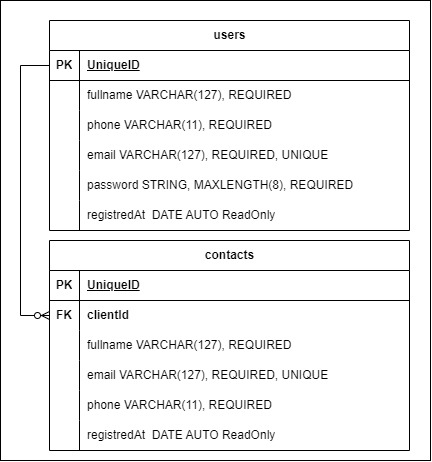 users
PK UniqueID
fullname VARCHAR(127), REQUIRED
phone VARCHAR(11), REQUIRED
email VARCHAR(127), REQUIRED, UNIQUE
password STRING, MAXLENGTH(8), REQUIRED
registredAt  DATE AUTO ReadOnly
contacts
PK UniqueID
FK clientId
fullname VARCHAR(127), REQUIRED
email VARCHAR(127), REQUIRED, UNIQUE
phone VARCHAR(11), REQUIRED
registredAt  DATE AUTO ReadOnly